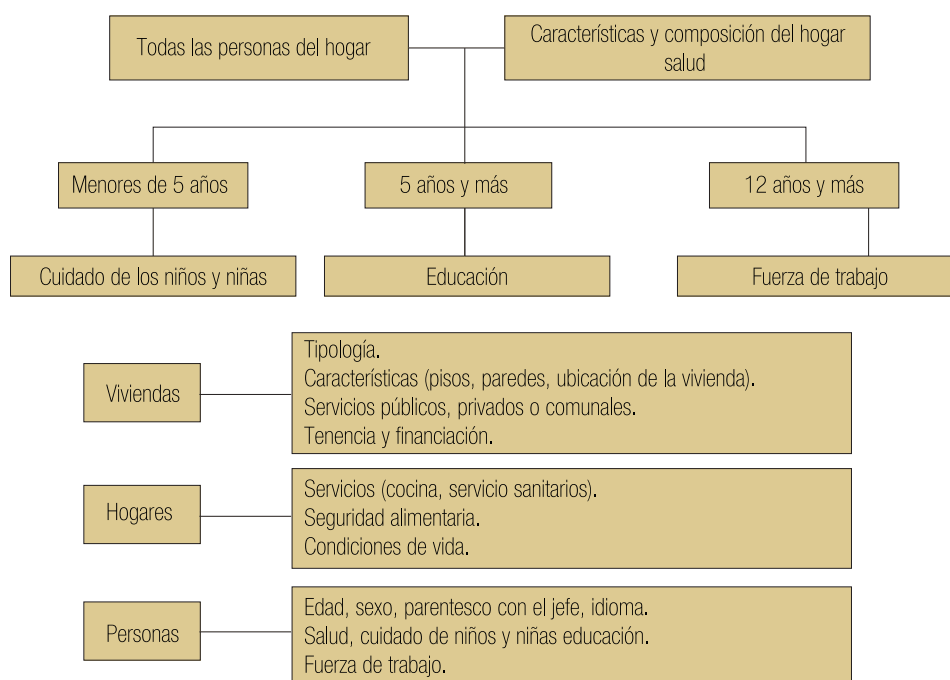 Todas las personas del hogar
Características y composición del hogar
salud
Menores de 5 años
5 años y más
12 años y más
Cuidado de los niños y niñas
Educación
Fuerza de trabajo
Viviendas
Tipología.
Características (pisos, paredes, ubicación de la vivienda).
Servicios públicos, privados o comunales.
Tenencia y financiación.
Hogares
Servicios (cocina, servicio sanitarios).
Seguridad alimentaria.
Condiciones de vida.
Personas
Edad, sexo, parentesco con el jefe, idioma.
Salud, cuidado de niños y niñas educación.
Fuerza de trabajo.